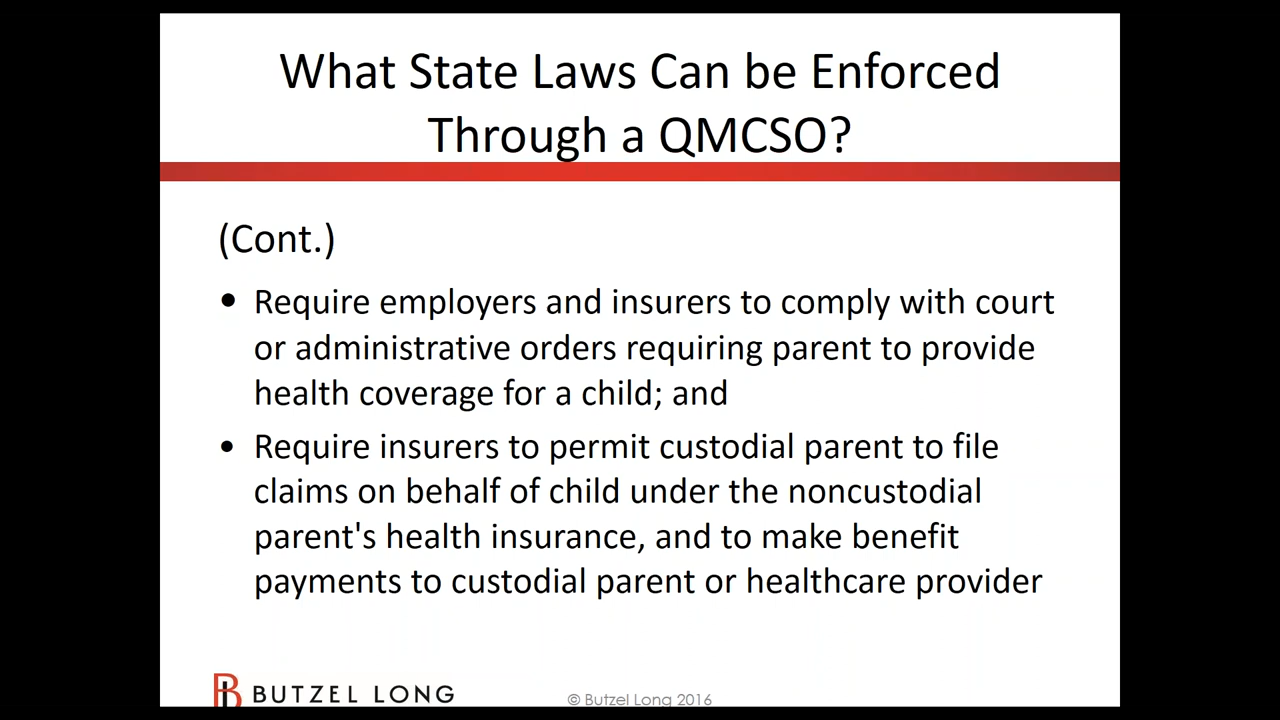 What State Laws Can be Enforced
Through a QMCSO?
(Cont.)
• Require employers and insurers to comply with court
or administrative orders requiring parent to provide
health coverage for a child; and
• Require insurers to permit custodial parent to file
claims on behalf of child under the noncustodial
parent's health insurance, and to make benefit
payments to custodial parent or healthcare provider
BUTZEL LONG
© Butzel Long 2016